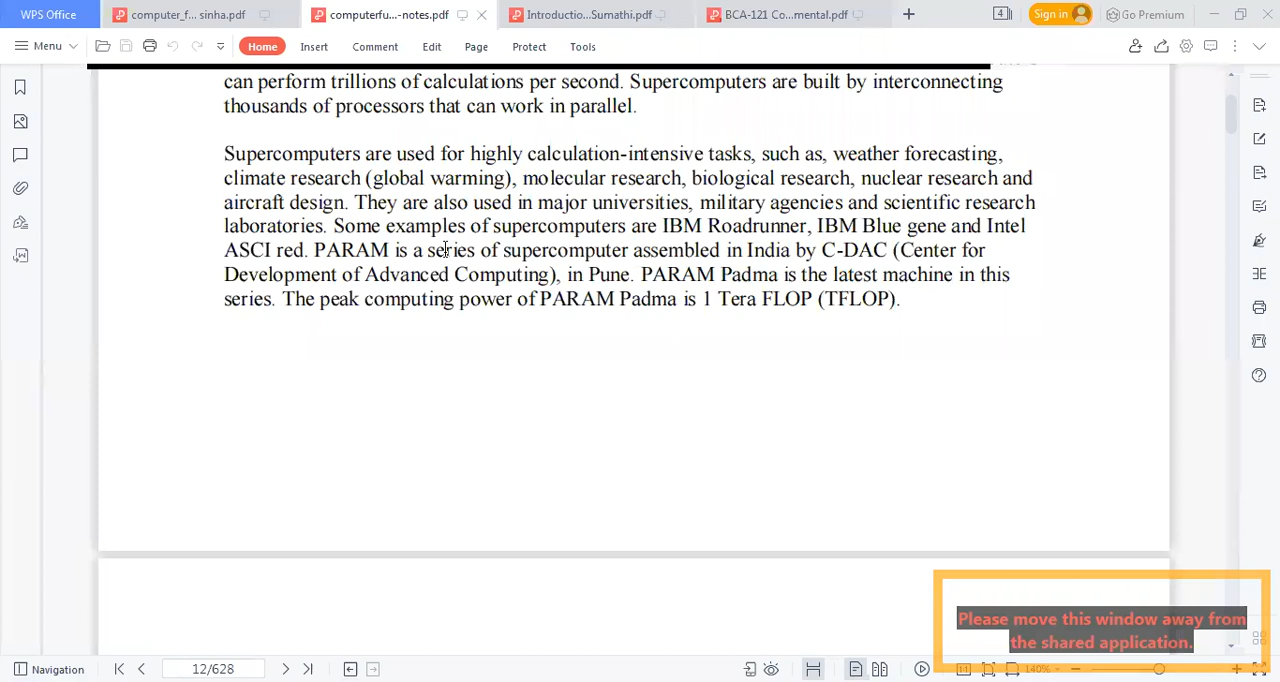 WPS Office
computer_f... sinha.pdf
computerfu...-notes.pdf
Introductio...Sumathi.pdf
BCA-121 Co...mental.pdf
4
Sign in
Go Premium
Menu
Home
Insert
Comment
Edit
Page
Protect
Tools
can perform trillions of calculations per second. Supercomputers are built by interconnecting
thousands of processors that can work in parallel.
Supercomputers are used for highly calculation-intensive tasks, such as, weather forecasting,
climate research (global warming), molecular research, biological research, nuclear research and
aircraft design. They are also used in major universities, military agencies and scientific research
laboratories. Some examples of supercomputers are IBM Roadrunner, IBM Blue gene and Intel
ASCI red. PARAM is a series of supercomputer assembled in India by C-DAC (Center for
Development of Advanced Computing), in Pune. PARAM Padma is the latest machine in this
series. The peak computing power of PARAM Padma is 1 Tera FLOP (TFLOP).
Please move this window away from
the shared application.
Navigation
12/628
1:1
140%